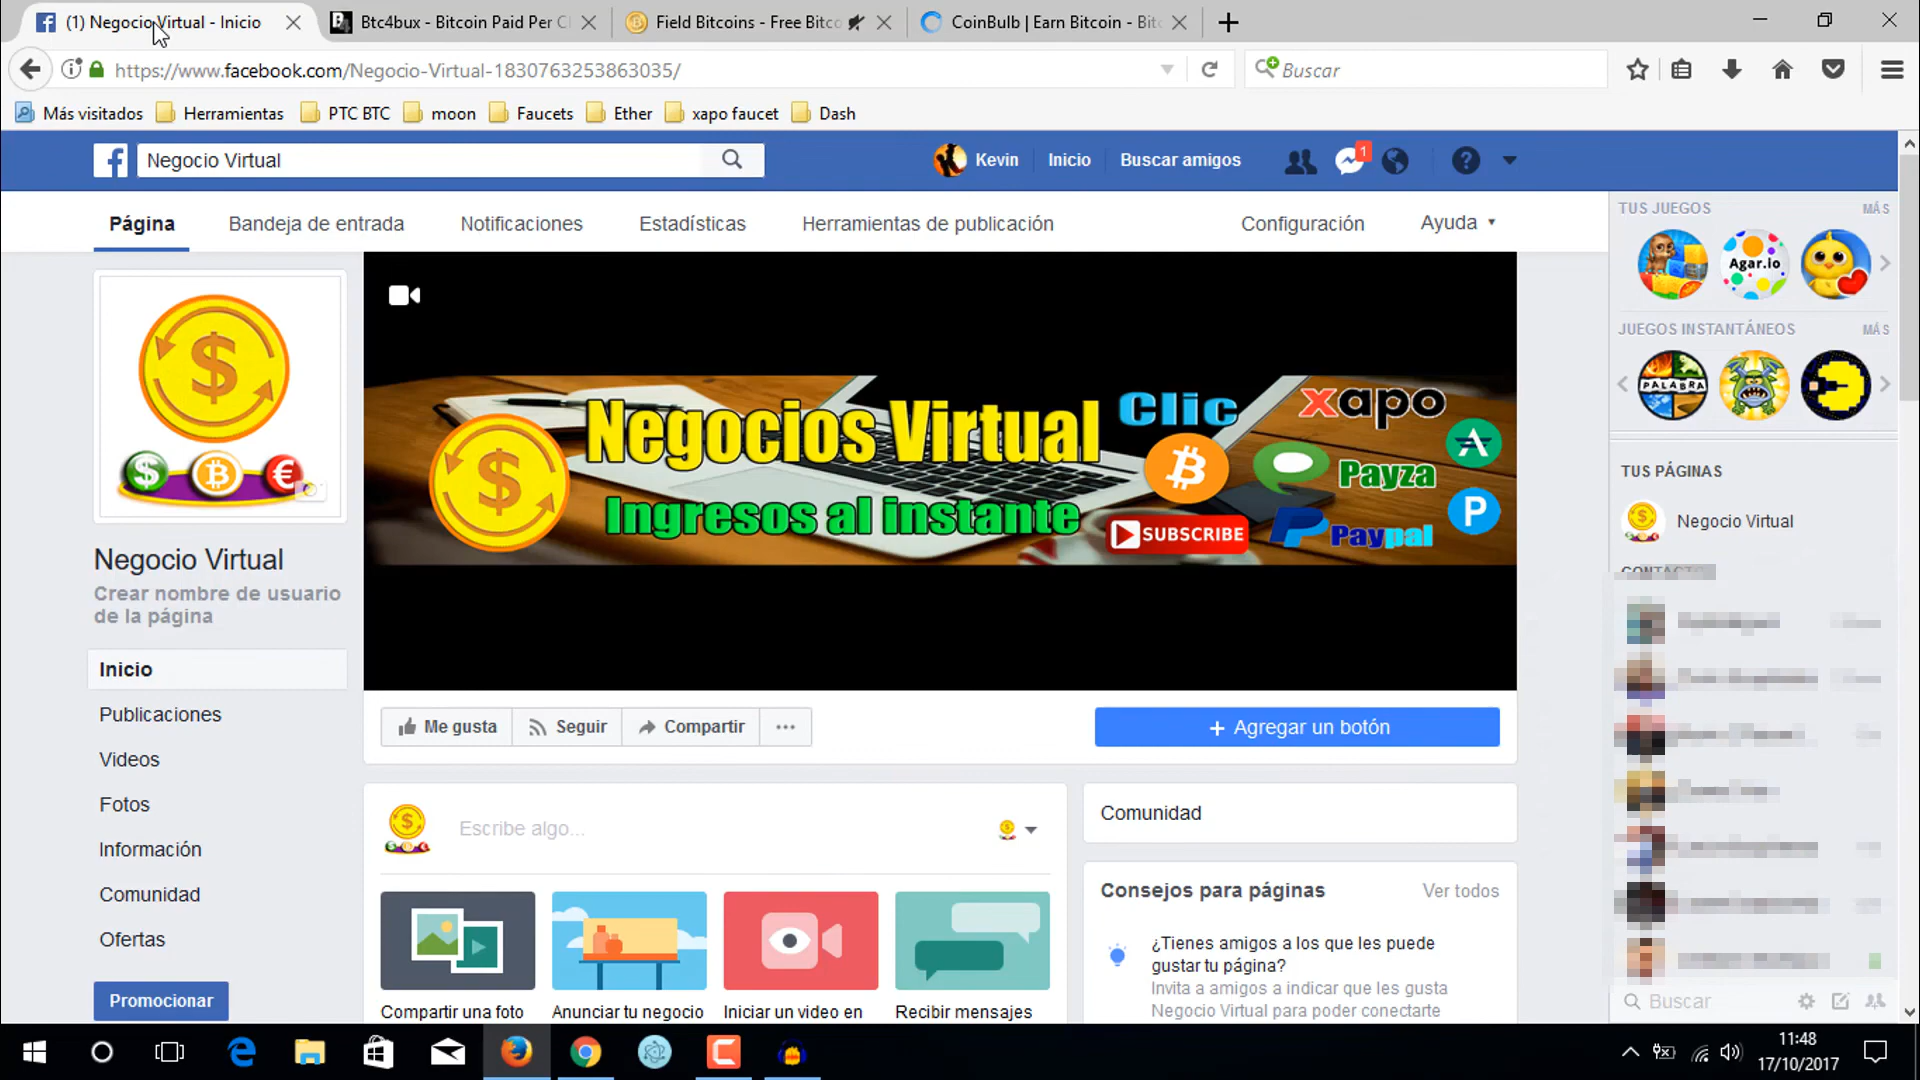 (1) Negocio Virtual - Inicio
Btc4bux - Bitcoin Paid Per C
Field Bitcoins - Free Bitco
CoinBulb | Earn Bitcoin - Bitc
https://www.facebook.com/Negocio-Virtual-1830763253863035/
Buscar
Más visitados
Herramientas
PTC BTC
moon
Faucets
Ether
xapo faucet
Dash
Negocio Virtual
Kevin
Inicio
Buscar amigos
1
Página
Bandeja de entrada
Notificaciones
Estadísticas
Herramientas de publicación
Configuración
Ayuda
TUS JUEGOS
MÁS
Agar.io
JUEGOS INSTANTÁNEOS
MÁS
PALABRA
TUS PÁGINAS
Negocio Virtual
Negocios Virtual
Ingresos al instante
Clic
xapo
Payza
SUBSCRIBE
Paypal
Negocio Virtual
Crear nombre de usuario
de la página
Inicio
Publicaciones
Videos
Fotos
Información
Comunidad
Ofertas
Promocionar
Me gusta
Seguir
Compartir
Agregar un botón
Escribe algo...
Compartir una foto
Anunciar tu negocio
Iniciar un video en
Recibir mensajes
Comunidad
Consejos para páginas
Ver todos
¿Tienes amigos a los que les puede
gustar tu página?
Invita a amigos a indicar que les gusta
Negocio Virtual para poder conectarte
Buscar
11:48
17/10/2017